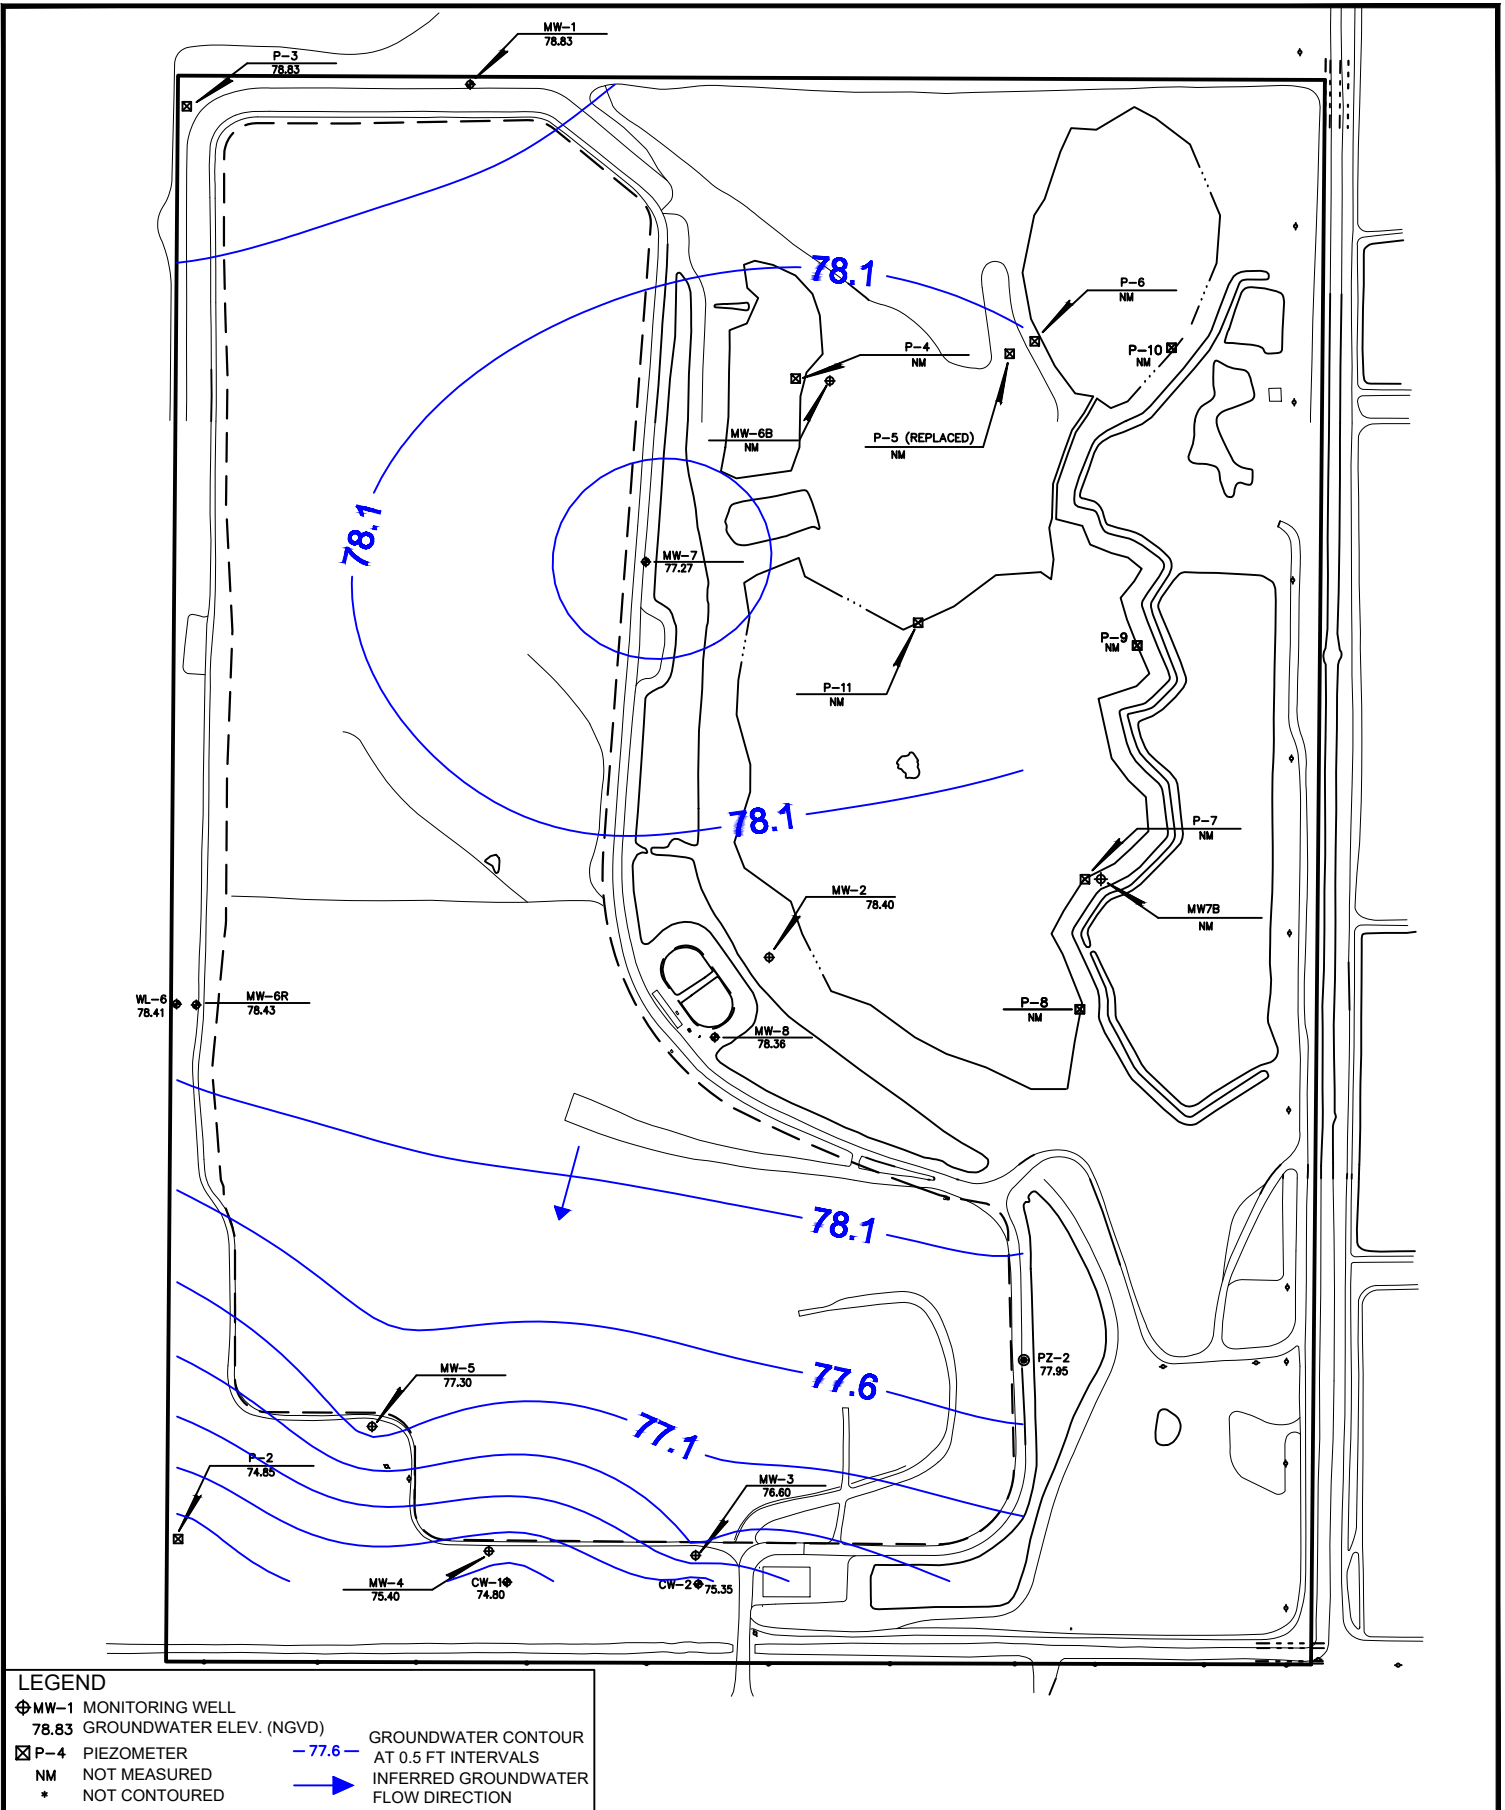 MW-1
78.83
P-3
78.83
78.1
P-6
NM
P-4
NM
P-10
NM
MW-6B
NM
P-5 (REPLACED)
NM
78.1
MW-7
77.27
P-9
NM
P-11
NM
78.1
P-7
NM
MW-2
78.40
MW7B
NM
WL-6
78.41
MW-6R
78.43
P-8
NM
MW-8
78.36
78.1
PZ-2
77.95
MW-5
77.30
77.6
77.1
P-2
74.85
MW-3
76.60
MW-4
75.40
CW-1
74.80
CW-2
75.35
LEGEND
MW-1 MONITORING WELL
78.83 GROUNDWATER ELEV. (NGVD)
P-4 PIEZOMETER
NM NOT MEASURED
* NOT CONTOURED
77.6 GROUNDWATER CONTOUR
AT 0.5 FT INTERVALS
INFERRED GROUNDWATER
FLOW DIRECTION